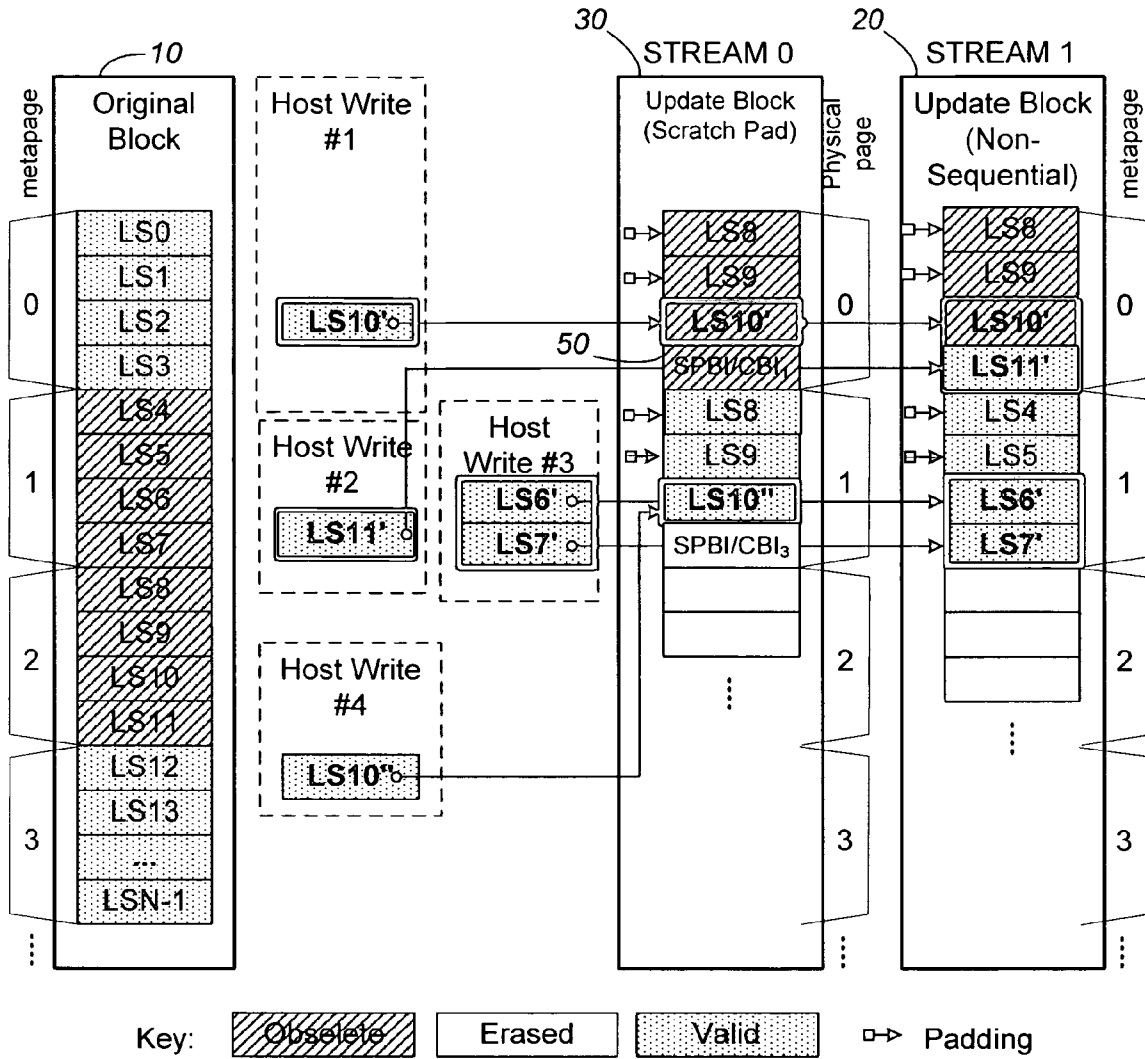 10
metapage
Original
Block
LS0
LS1
LS2
LS3
LS4
LS5
LS6
LS7
LS8
LS9
LS10
LS11
LS12
LS13
...
LSN-1
0
1
2
3
Host Write
#1
LS10'
Host Write
#2
LS11'
Host
Write #3
LS6'
LS7'
Host Write
#4
LS10"
30
STREAM 0
Update Block
(Scratch Pad)
Physical
page
LS8
LS9
LS10'
50
SPBI/CBI₁
LS8
LS9
LS10"
SPBI/CBI₃
0
1
2
3
20
STREAM 1
Update Block
(Non-
Sequential)
metapage
LS8
LS9
LS10'
LS11'
LS4
LS5
LS6'
LS7'
0
1
2
3
Key:
Obselete
Erased
Valid
Padding